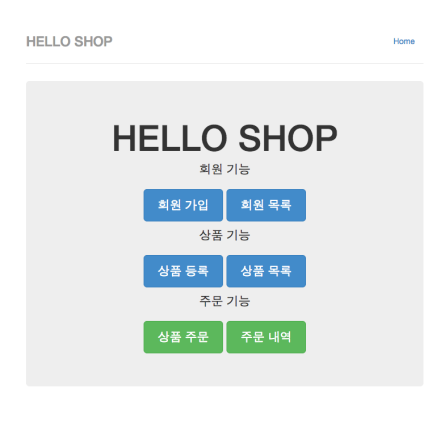 HELLO SHOP
Home
HELLO SHOP
회원 기능
회원 가입 회원 목록
상품 기능
상품 등록 상품 목록
주문 기능
상품 주문 주문 내역